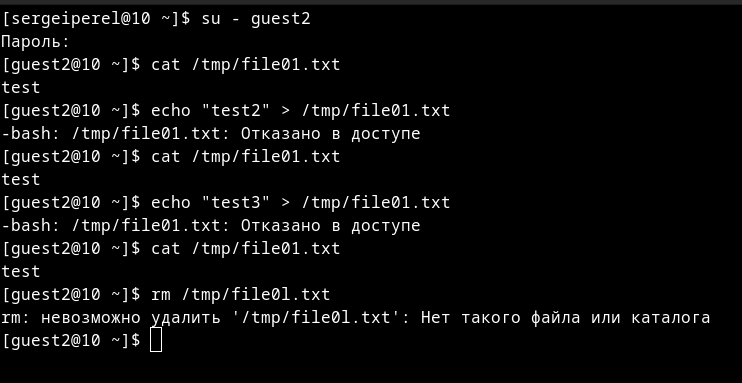 [sergeiperel@10 ~]$ su - guest2
Пароль:
[guest2@10 ~]$ cat /tmp/file01.txt
test
[guest2@10 ~]$ echo "test2" > /tmp/file01.txt
-bash: /tmp/file01.txt: Отказано в доступе
[guest2@10 ~]$ cat /tmp/file01.txt
test
[guest2@10 ~]$ echo "test3" > /tmp/file01.txt
-bash: /tmp/file01.txt: Отказано в доступе
[guest2@10 ~]$ cat /tmp/file01.txt
test
[guest2@10 ~]$ rm /tmp/file0l.txt
rm: невозможно удалить '/tmp/file0l.txt': Нет такого файла или каталога
[guest2@10 ~]$